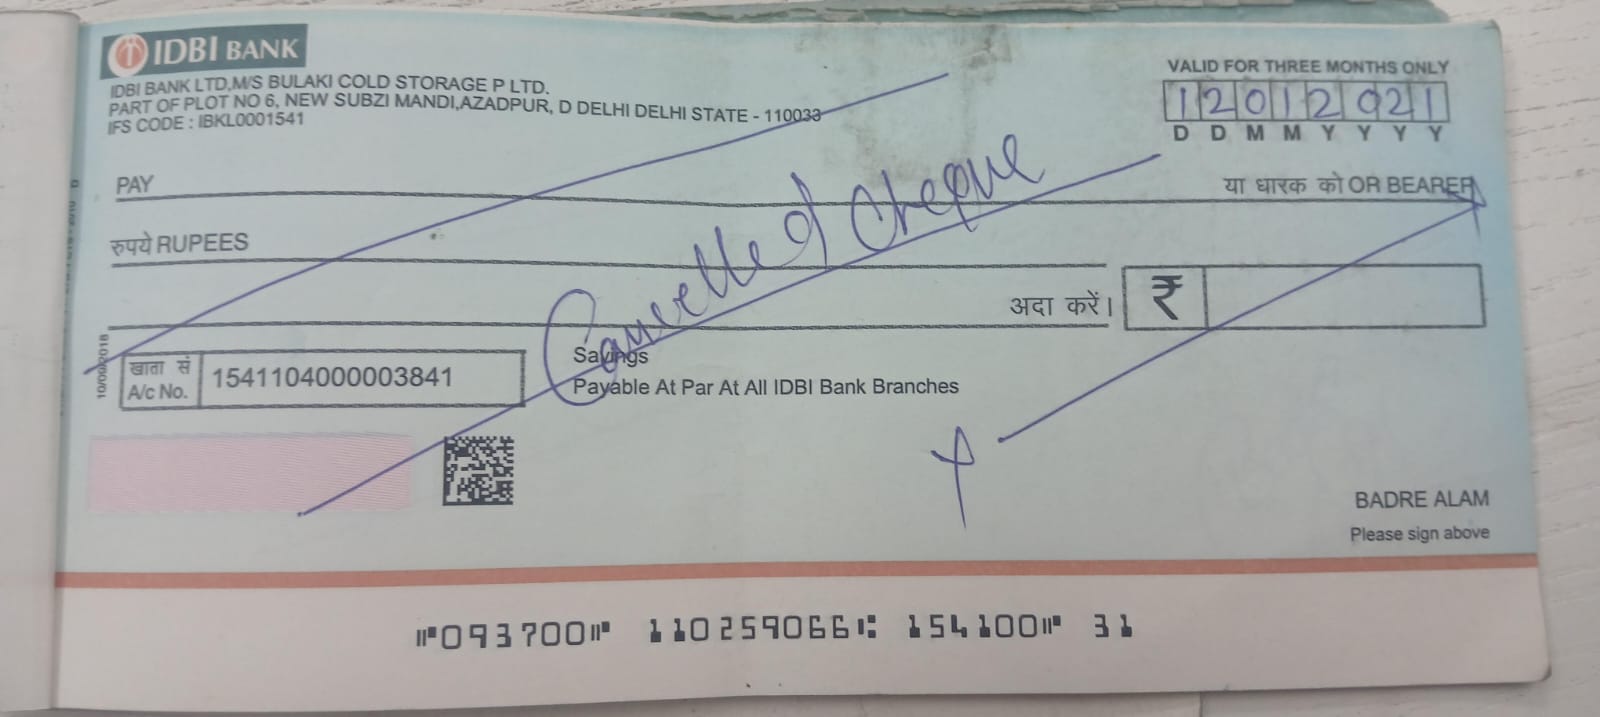 IDBI BANK
IDBI BANK LTD,M/S BULAKI COLD STORAGE P LTD.
PART OF PLOT NO 6, NEW SUBZI MANDI,AZADPUR, D DELHI DELHI STATE - 110033
IFS CODE : IBKL0001541
VALID FOR THREE MONTHS ONLY
12012021
D D M M Y Y Y Y
PAY
या धारक को OR BEARER
रुपये RUPEES
Cancelled Cheque
अदा करें। ₹
10/09/2018
खाता सं
A/c No. 1541104000003841
Savings
Payable At Par At All IDBI Bank Branches
BADRE ALAM
Please sign above
⑈093700⑈ 110259066⑆ 154100⑈ 31